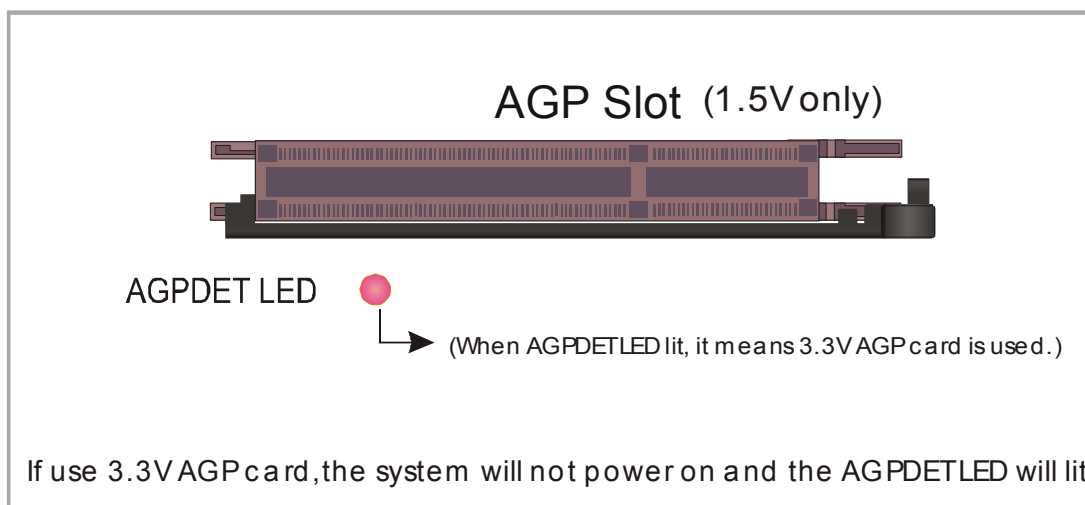 AGP Slot (1.5V only)
AGPDET LED
(When AGPDETLED lit, it means 3.3V AGP card is used.)
If use 3.3V AGP card,the system will not power on and the AGPDETLED will lit